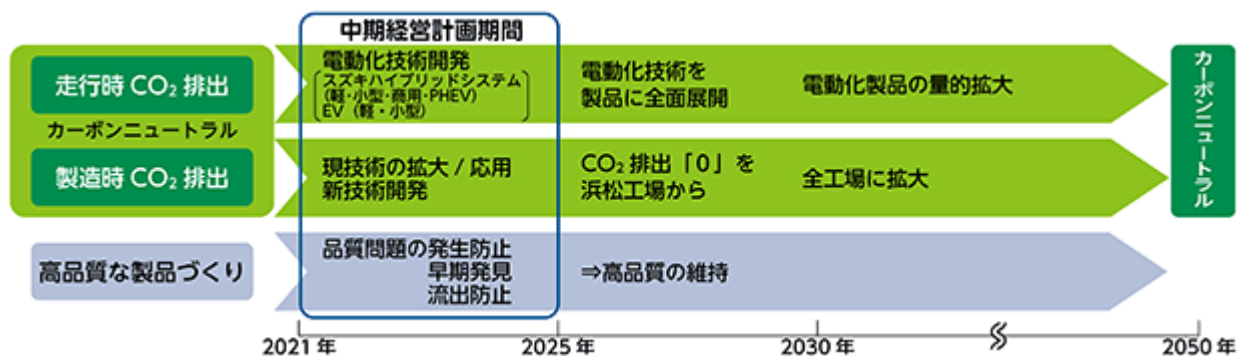 中期経営計画期間
走行時 CO₂ 排出
カーボンニュートラル
製造時 CO₂ 排出
電動化技術開発
スズキハイブリッドシステム
(軽・小型・商用・PHEV)
EV（軽・小型）
電動化技術を
製品に全面展開
電動化製品の量的拡大
現技術の拡大 / 応用
新技術開発
CO₂ 排出「0」を
浜松工場から
全工場に拡大
カーボンニュートラル
高品質な製品づくり
品質問題の発生防止
早期発見
流出防止
⇒高品質の維持
2021 年
2025 年
2030 年
2050 年